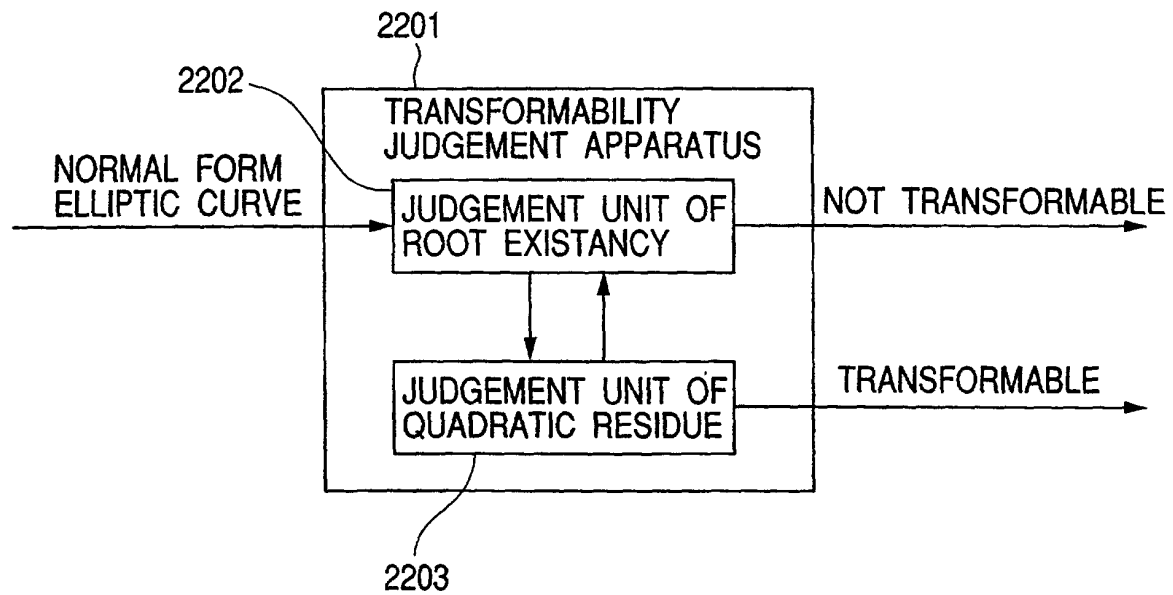 2201
2202
TRANSFORMABILITY
JUDGEMENT APPARATUS
NORMAL FORM
ELLIPTIC CURVE
JUDGEMENT UNIT OF
ROOT EXISTANCY
NOT TRANSFORMABLE
JUDGEMENT UNIT OF
QUADRATIC RESIDUE
TRANSFORMABLE
2203